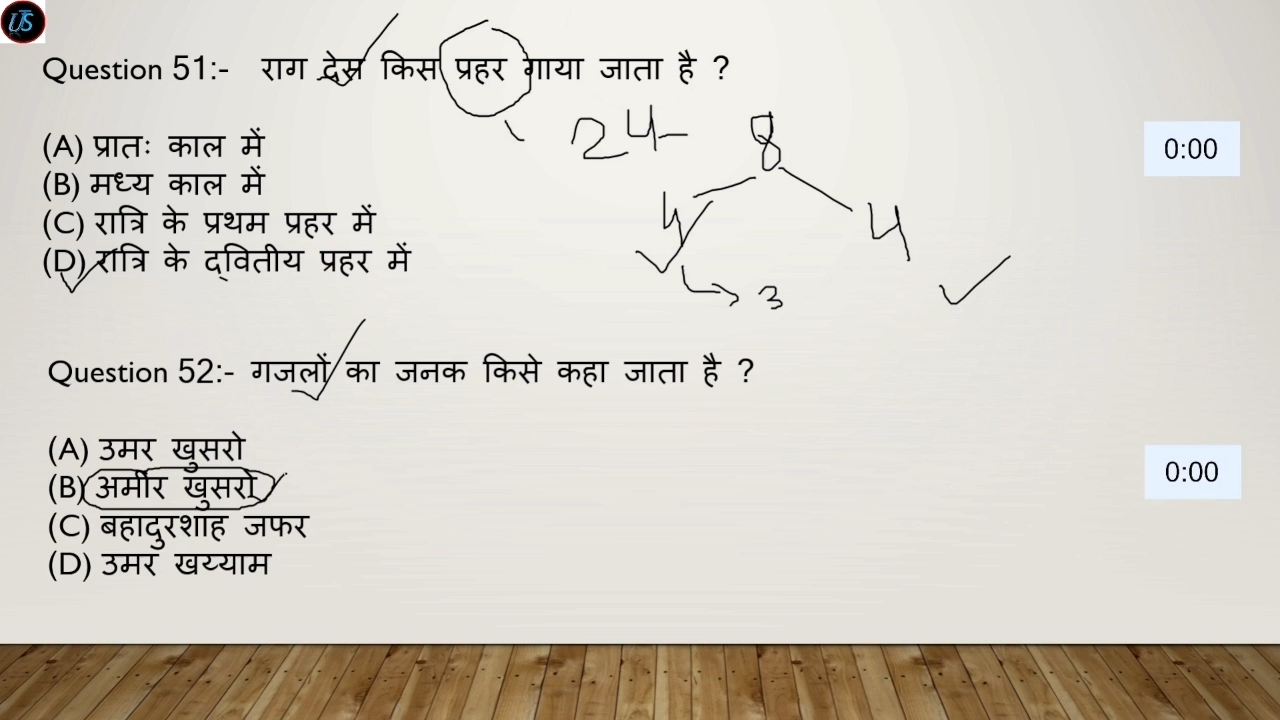 US
Question 51:- राग देस किस प्रहर गाया जाता है ?
24 8
(A) प्रातः काल में
0:00
(B) मध्य काल में
4 4
(C) रात्रि के प्रथम प्रहर में
(D) रात्रि के द्वितीय प्रहर में
3
Question 52:- गजलों का जनक किसे कहा जाता है ?
(A) उमर खुसरो
(B) अमीर खुसरो
0:00
(C) बहादुरशाह जफर
(D) उमर खय्याम